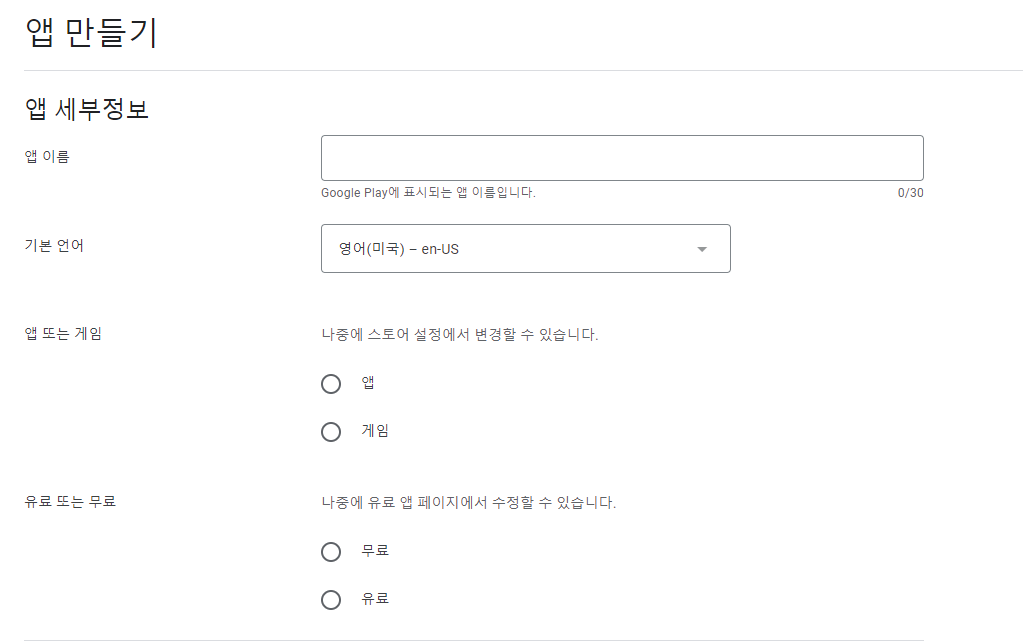 앱 만들기
앱 세부정보
앱 이름
Google Play에 표시되는 앱 이름입니다.
0/30
기본 언어
영어(미국) – en-US
앱 또는 게임
나중에 스토어 설정에서 변경할 수 있습니다.
앱
게임
유료 또는 무료
나중에 유료 앱 페이지에서 수정할 수 있습니다.
무료
유료